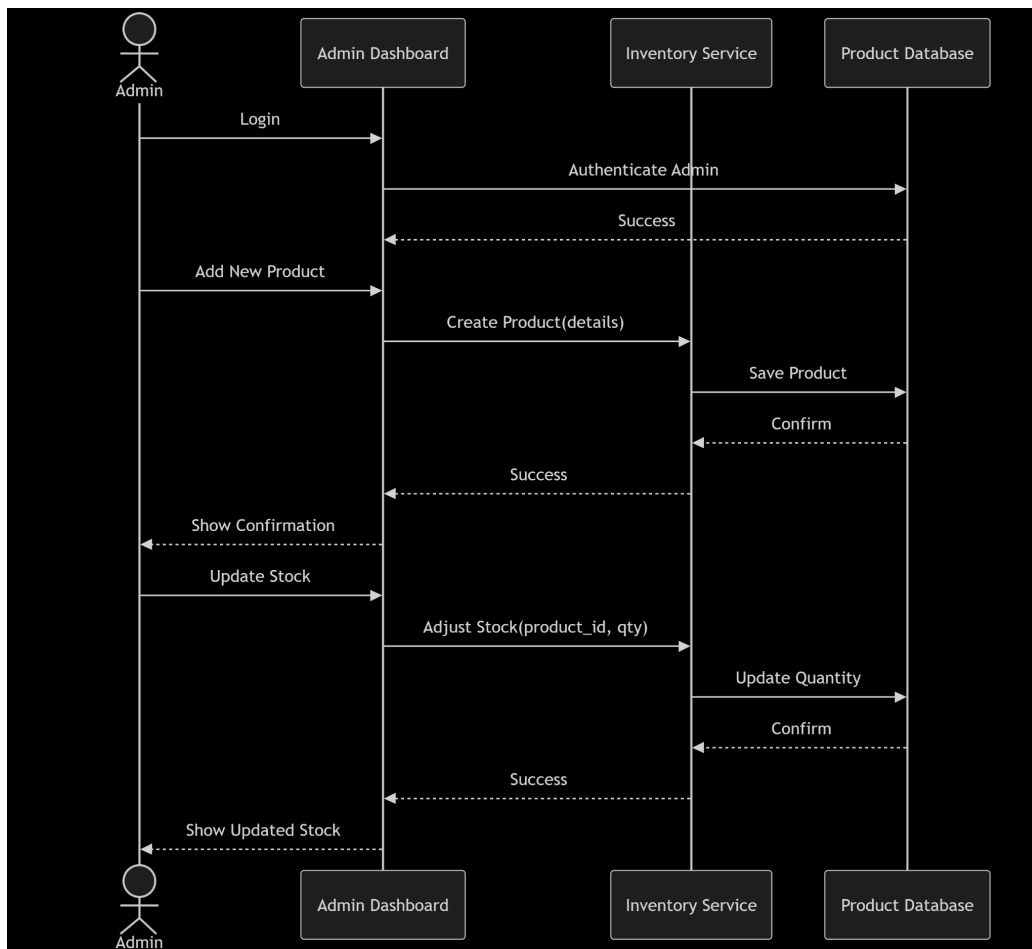 Admin Dashboard
Inventory Service
Product Database
Admin
Login
Authenticate Admin
Success
Add New Product
Create Product(details)
Save Product
Confirm
Success
Show Confirmation
Update Stock
Adjust Stock(product_id, qty)
Update Quantity
Confirm
Success
Show Updated Stock
Admin Dashboard
Inventory Service
Product Database
Admin